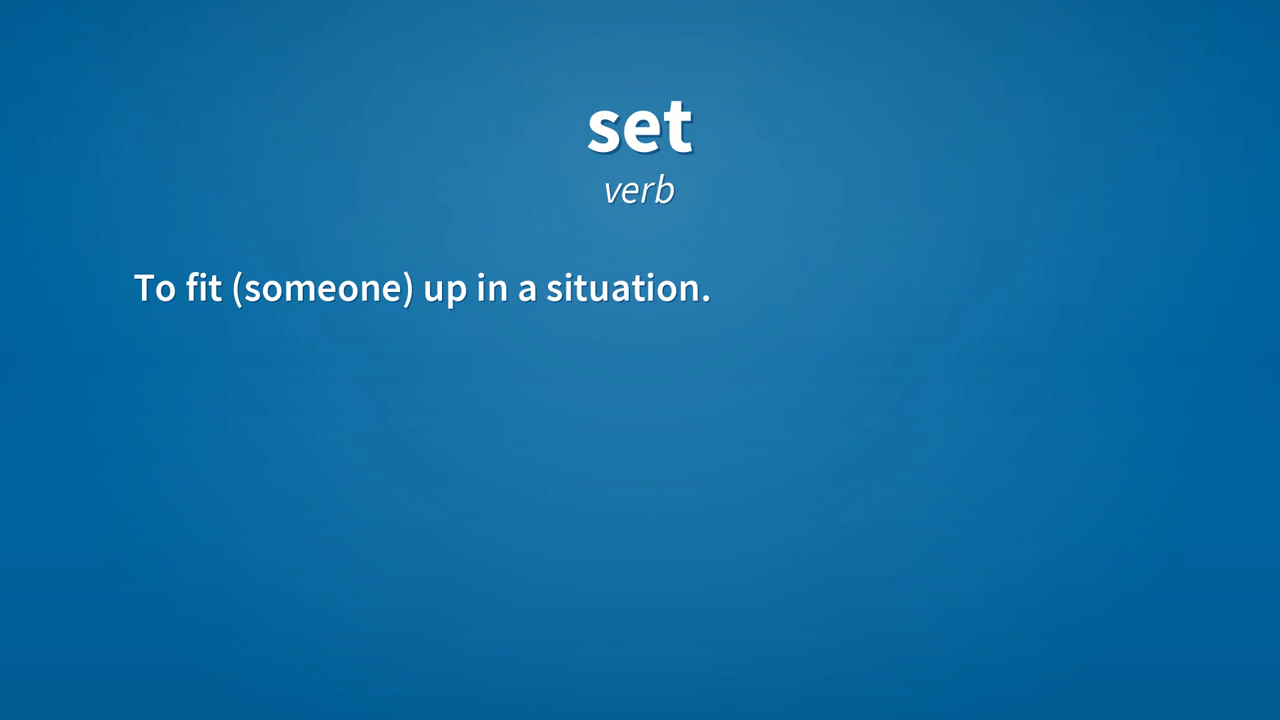 set
verb
To fit (someone) up in a situation.